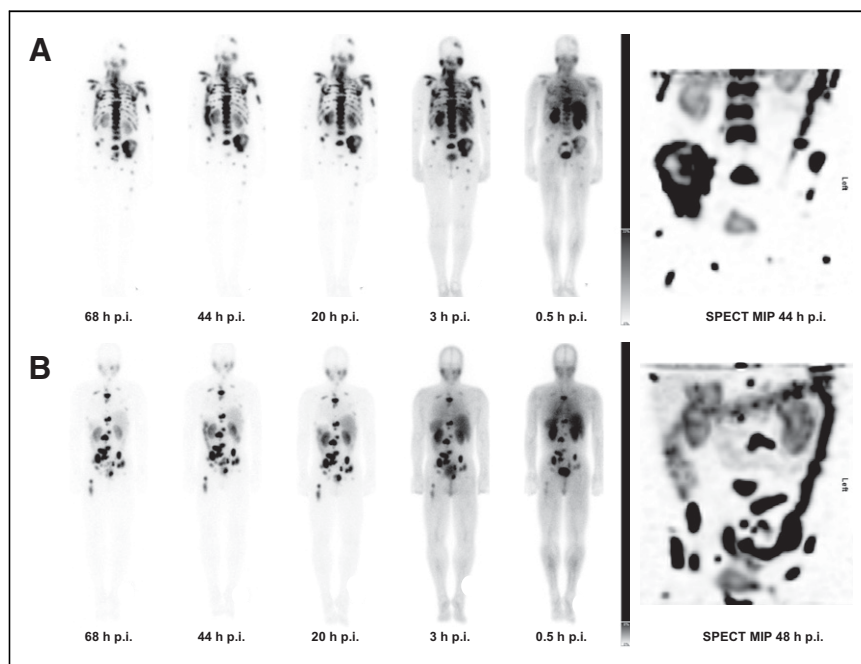 A
68 h p.i. 44 h p.i. 20 h p.i. 3 h p.i. 0.5 h p.i. SPECT MIP 44 h p.i.
Left
B
68 h p.i. 44 h p.i. 20 h p.i. 3 h p.i. 0.5 h p.i. SPECT MIP 48 h p.i.
Left